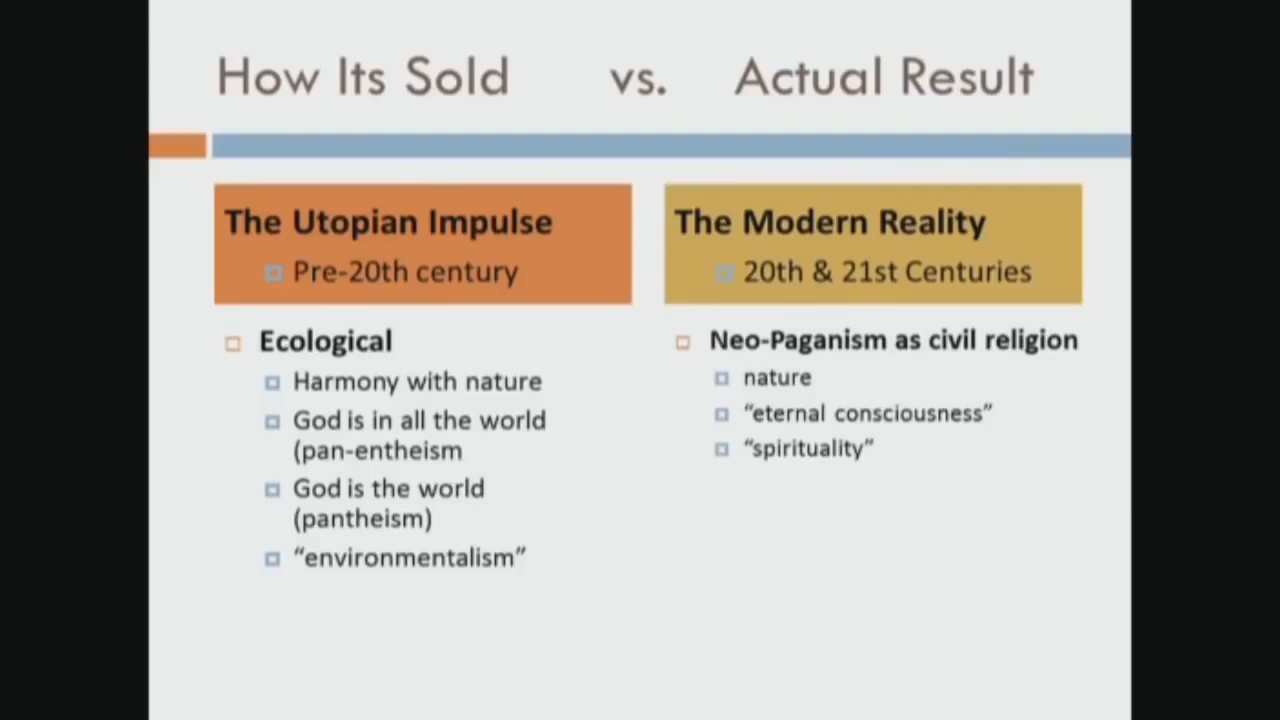 How Its Sold vs. Actual Result
The Utopian Impulse
Pre-20th century
Ecological
Harmony with nature
God is in all the world
(pan-entheism
God is the world
(pantheism)
“environmentalism”
The Modern Reality
20th & 21st Centuries
Neo-Paganism as civil religion
nature
“eternal consciousness”
“spirituality”